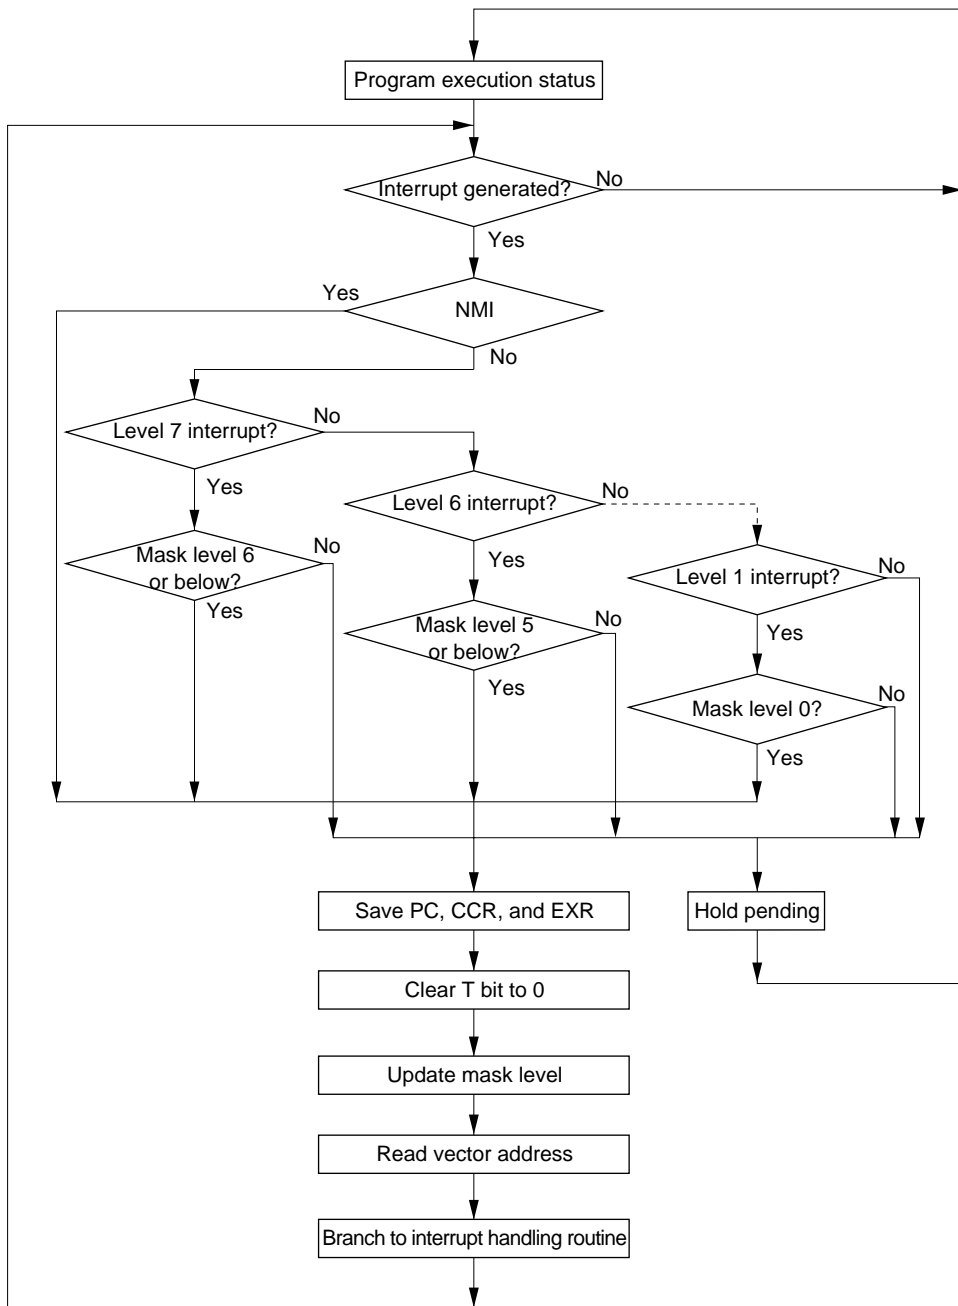 Program execution status
Interrupt generated?
No
Yes
Yes
NMI
No
Level 7 interrupt?
No
Yes
Level 6 interrupt?
No
Mask level 6
or below?
No
Yes
Yes
Level 1 interrupt?
No
Mask level 5
or below?
No
Yes
Yes
Mask level 0?
No
Yes
Save PC, CCR, and EXR
Hold pending
Clear T bit to 0
Update mask level
Read vector address
Branch to interrupt handling routine